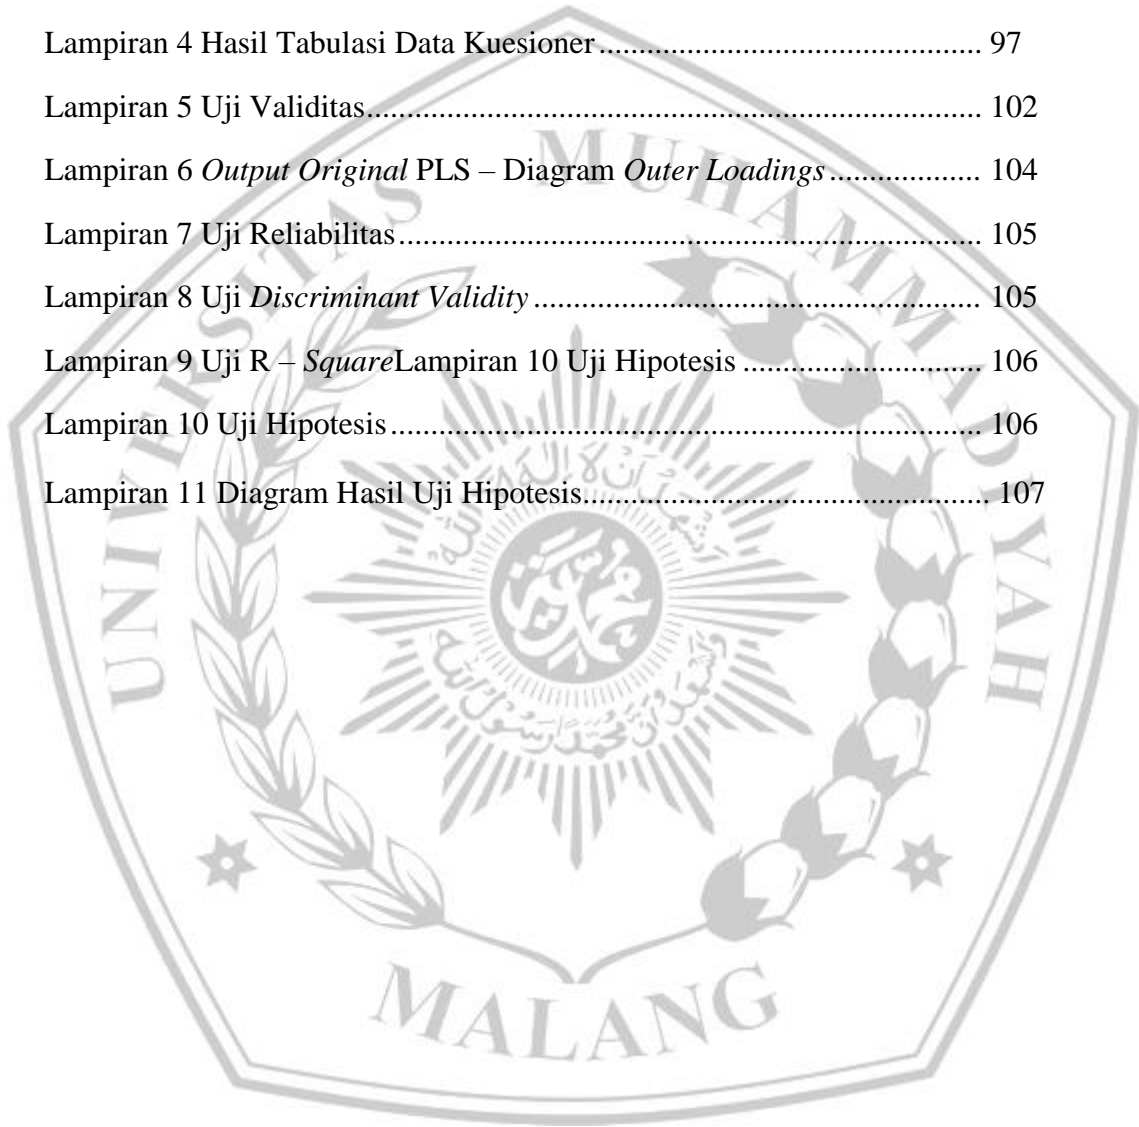 Lampiran 4 Hasil Tabulasi Data Kuesioner........................................ 97
Lampiran 5 Uji Validitas................................................................ 102
Lampiran 6 Output Original PLS – Diagram Outer Loadings.................. 104
Lampiran 7 Uji Reliabilitas............................................................. 105
Lampiran 8 Uji Discriminant Validity............................................... 105
Lampiran 9 Uji R – SquareLampiran 10 Uji Hipotesis......................... 106
Lampiran 10 Uji Hipotesis.............................................................. 106
Lampiran 11 Diagram Hasil Uji Hipotesis........................................... 107
UNIVERSITAS MUHAMMADIYAH
MALANG